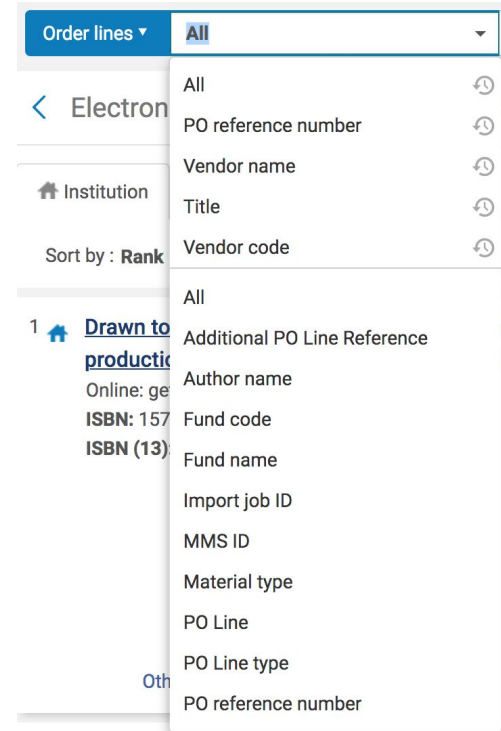 Order lines
All
All
Electron
PO reference number
Vendor name
Institution
Title
Sort by : Rank
Vendor code
All
1
Drawn to
Additional PO Line Reference
productio
Author name
Online: ge
ISBN: 157
Fund code
ISBN (13):
Fund name
Import job ID
MMS ID
Material type
PO Line
PO Line type
Oth
PO reference number